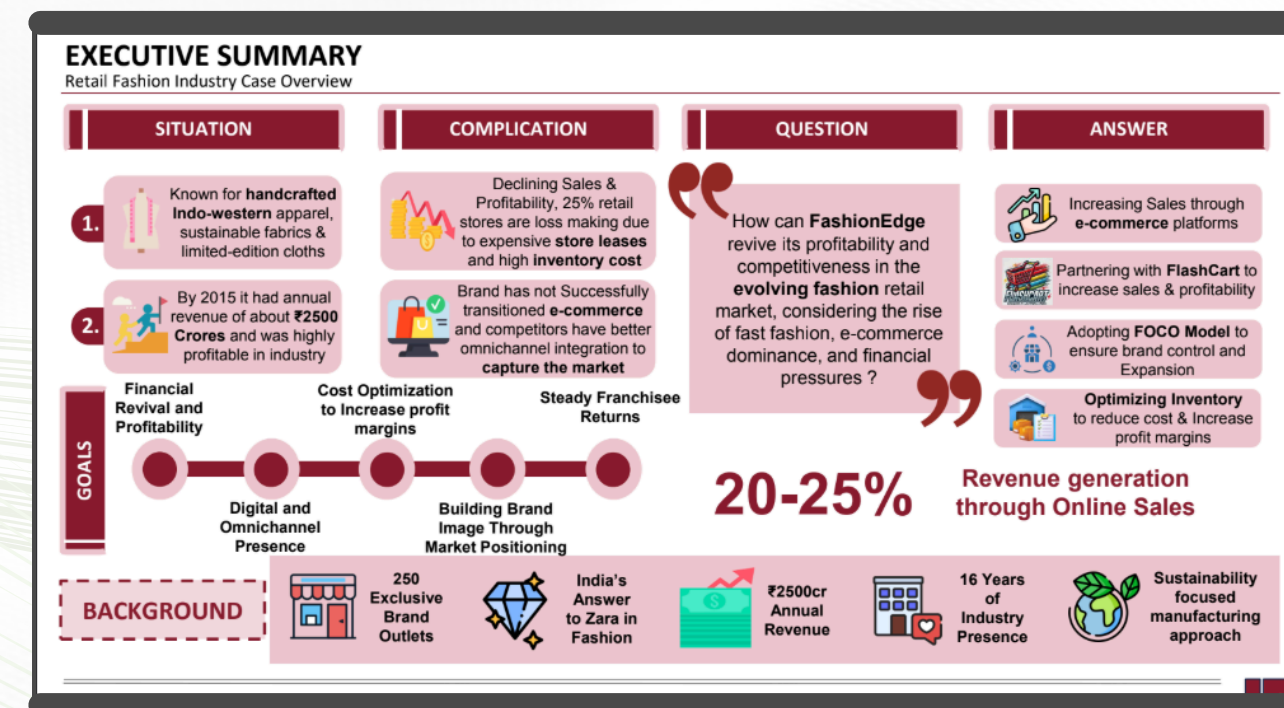 EXECUTIVE SUMMARY
Retail Fashion Industry Case Overview
SITUATION
1.
Known for handcrafted
Indo-western apparel,
sustainable fabrics &
limited-edition cloths
2.
By 2015 it had annual
revenue of about ₹2500
Crores and was highly
profitable in industry
COMPLICATION
Declining Sales &
Profitability, 25% retail
stores are loss making due
to expensive store leases
and high inventory cost
Brand has not Successfully
transitioned e-commerce
and competitors have better
omnichannel integration to
capture the market
QUESTION
How can FashionEdge
revive its profitability and
competitiveness in the
evolving fashion retail
market, considering the rise
of fast fashion, e-commerce
dominance, and financial
pressures ?
ANSWER
Increasing Sales through
e-commerce platforms
Partnering with FlashCart to
increase sales & profitability
Adopting FOCO Model to
ensure brand control and
Expansion
Optimizing Inventory
to reduce cost & Increase
profit margins
GOALS
Financial
Revival and
Profitability
Digital and
Omnichannel
Presence
Cost Optimization
to Increase profit
margins
Building Brand
Image Through
Market Positioning
Steady Franchisee
Returns
20-25%
Revenue generation
through Online Sales
BACKGROUND
250
Exclusive
Brand
Outlets
India's
Answer
to Zara in
Fashion
₹2500cr
Annual
Revenue
16 Years
of
Industry
Presence
Sustainability
focused
manufacturing
approach